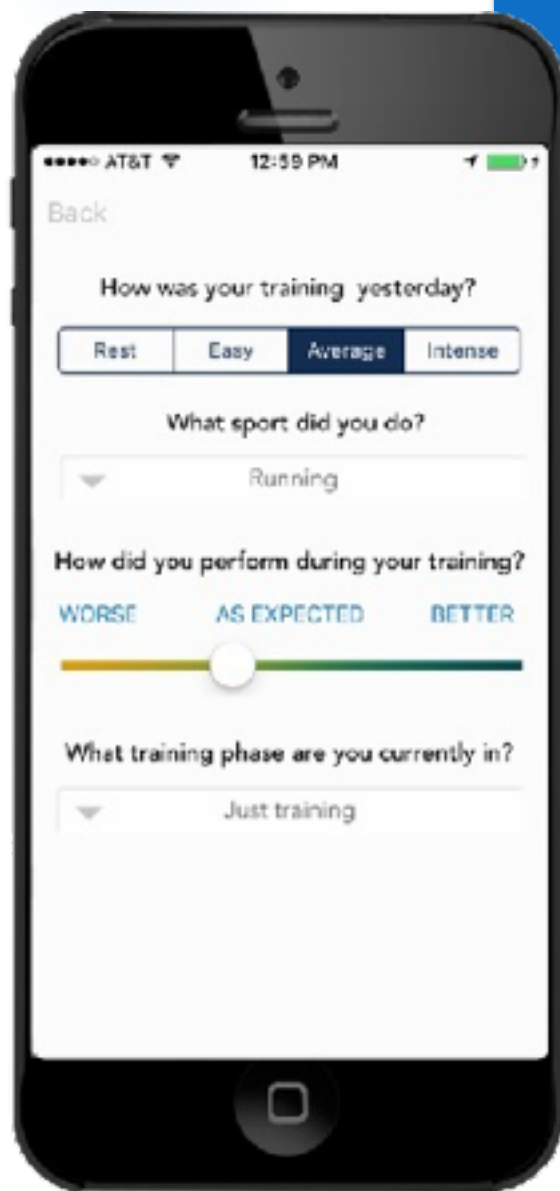 AT&T 12:59 PM
Back
How was your training yesterday?
Rest Easy Average Intense
What sport did you do?
Running
How did you perform during your training?
WORSE AS EXPECTED BETTER
What training phase are you currently in?
Just training